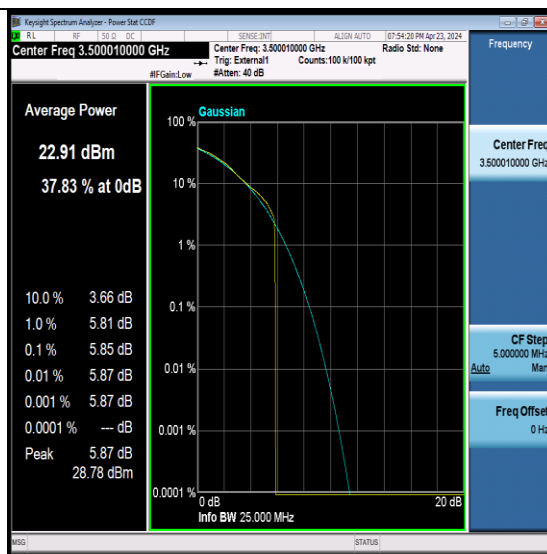 Keysight Spectrum Analyzer - Power Stat CCDF
RL RF 50 Ω DC SENSE:INT ALIGN AUTO 07:54:20 PM Apr 23, 2024
Center Freq 3.500010000 GHz
Center Freq: 3.500010000 GHz Radio Std: None
Trig: External1 Counts:100 k/100 kpt
#IFGain:Low #Atten: 40 dB
Frequency
Center Freq
3.500010000 GHz
CF Step
5.000000 MHz
Auto Man
Freq Offset
0 Hz
Average Power
22.91 dBm
37.83 % at 0dB
10.0 % 3.66 dB
1.0 % 5.81 dB
0.1 % 5.85 dB
0.01 % 5.87 dB
0.001 % 5.87 dB
0.0001 % --- dB
Peak 5.87 dB
28.78 dBm
Gaussian
100 %
10 %
1 %
0.1 %
0.01 %
0.001 %
0.0001 %
0 dB 20 dB
Info BW 25.000 MHz
MSG STATUS